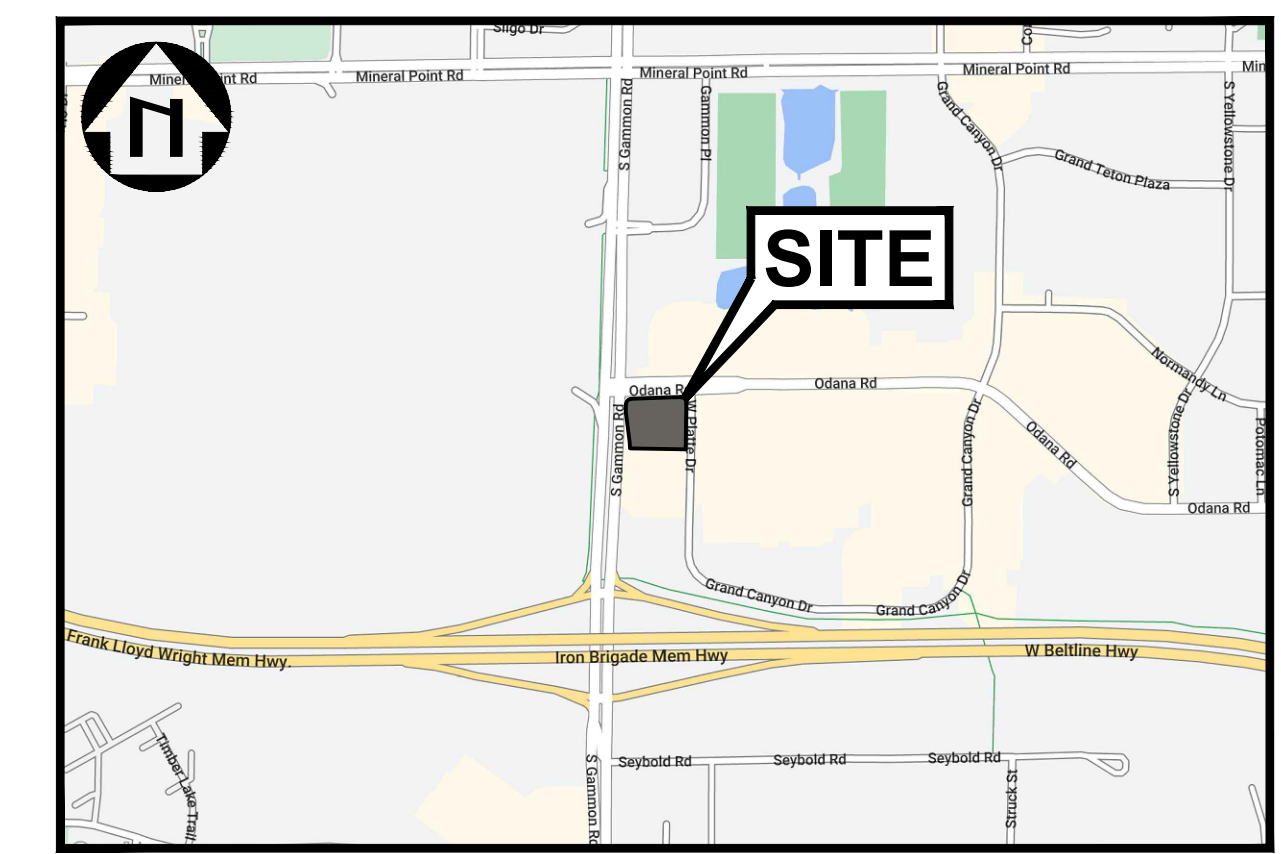 Sligo Dr
Mineral Point Rd
Mineral Point Rd
Mineral Point Rd
Mineral Point Rd
N
S Gammon Rd
Gammon Pl
Grand Canyon Dr
S Yellowstone Dr
Grand Teton Plaza
SITE
Normandy Ln
Odana R
Odana Rd
S Gammon Rd
W Platte Dr
Grand Canyon Dr
Odana Rd
S Yellowstone Dr
Potomac Ln
Odana Rd
Grand Canyon Dr
Grand Canyon Dr
Frank Lloyd Wright Mem Hwy.
Iron Brigade Mem Hwy
W Beltline Hwy
Timber Lake Trail
S Gammon Rd
Seybold Rd
Seybold Rd
Seybold Rd
Struck St